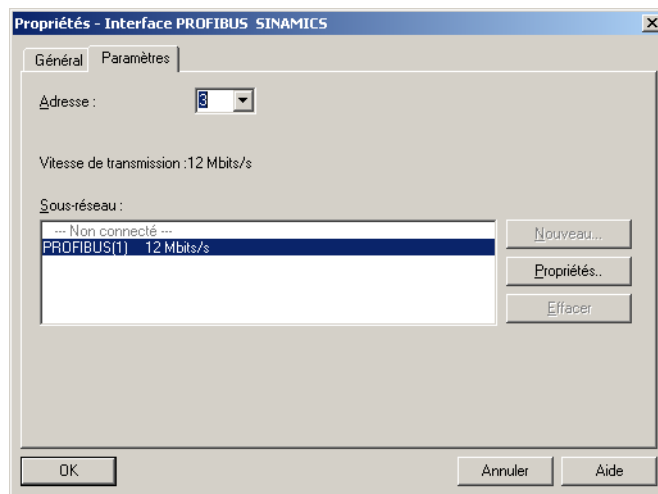 Propriétés - Interface PROFIBUS SINAMICS
Général Paramètres
Adresse : 3
Vitesse de transmission :12 Mbits/s
Sous-réseau :
--- Non connecté ---
PROFIBUS(1) 12 Mbits/s
Nouveau...
Propriétés..
Effacer
OK Annuler Aide